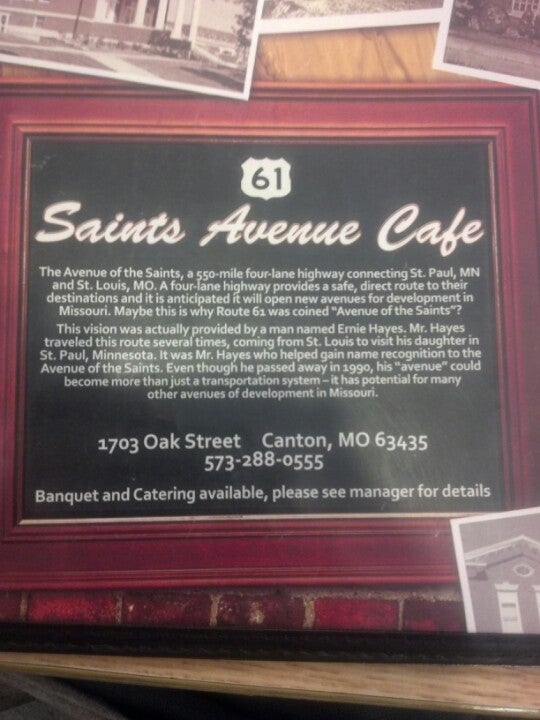 61
Saints Avenue Cafe
The Avenue of the Saints, a 550-mile four-lane highway connecting St. Paul, MN
and St. Louis, MO. A four-lane highway provides a safe, direct route to their
destinations and it is anticipated it will open new avenues for development in
Missouri. Maybe this is why Route 61 was coined "Avenue of the Saints"?
This vision was actually provided by a man named Ernie Hayes. Mr. Hayes
traveled this route several times, coming from St. Louis to visit his daughter in
St. Paul, Minnesota. It was Mr. Hayes who helped gain name recognition to the
Avenue of the Saints. Even though he passed away in 1990, his "avenue" could
become more than just a transportation system – it has potential for many
other avenues of development in Missouri.
1703 Oak Street Canton, MO 63435
573-288-0555
Banquet and Catering available, please see manager for details